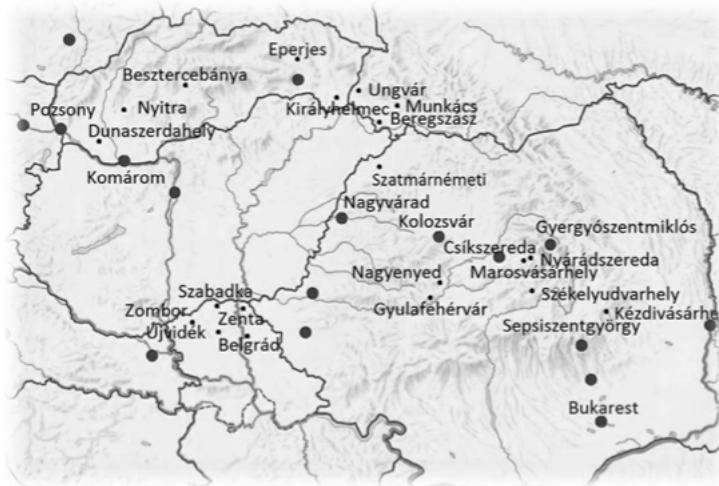 Eperjes
Besztercebánya
Ungvár
Nyitra
Királyhelmec
Munkács
Pozsony
Beregszász
Dunaszerdahely
Komárom
Szatmárnémeti
Nagyvárad
Kolozsvár
Gyergyószentmiklós
Csíkszereda
Nyárádszereda
Marosvásárhely
Nagyenyed
Székelyudvarhely
Szabadka
Gyulafehérvár
Zombor
Zenta
Kézdivásárhe
Újvidék
Belgrád
Sepsiszentgyörgy
Bukarest